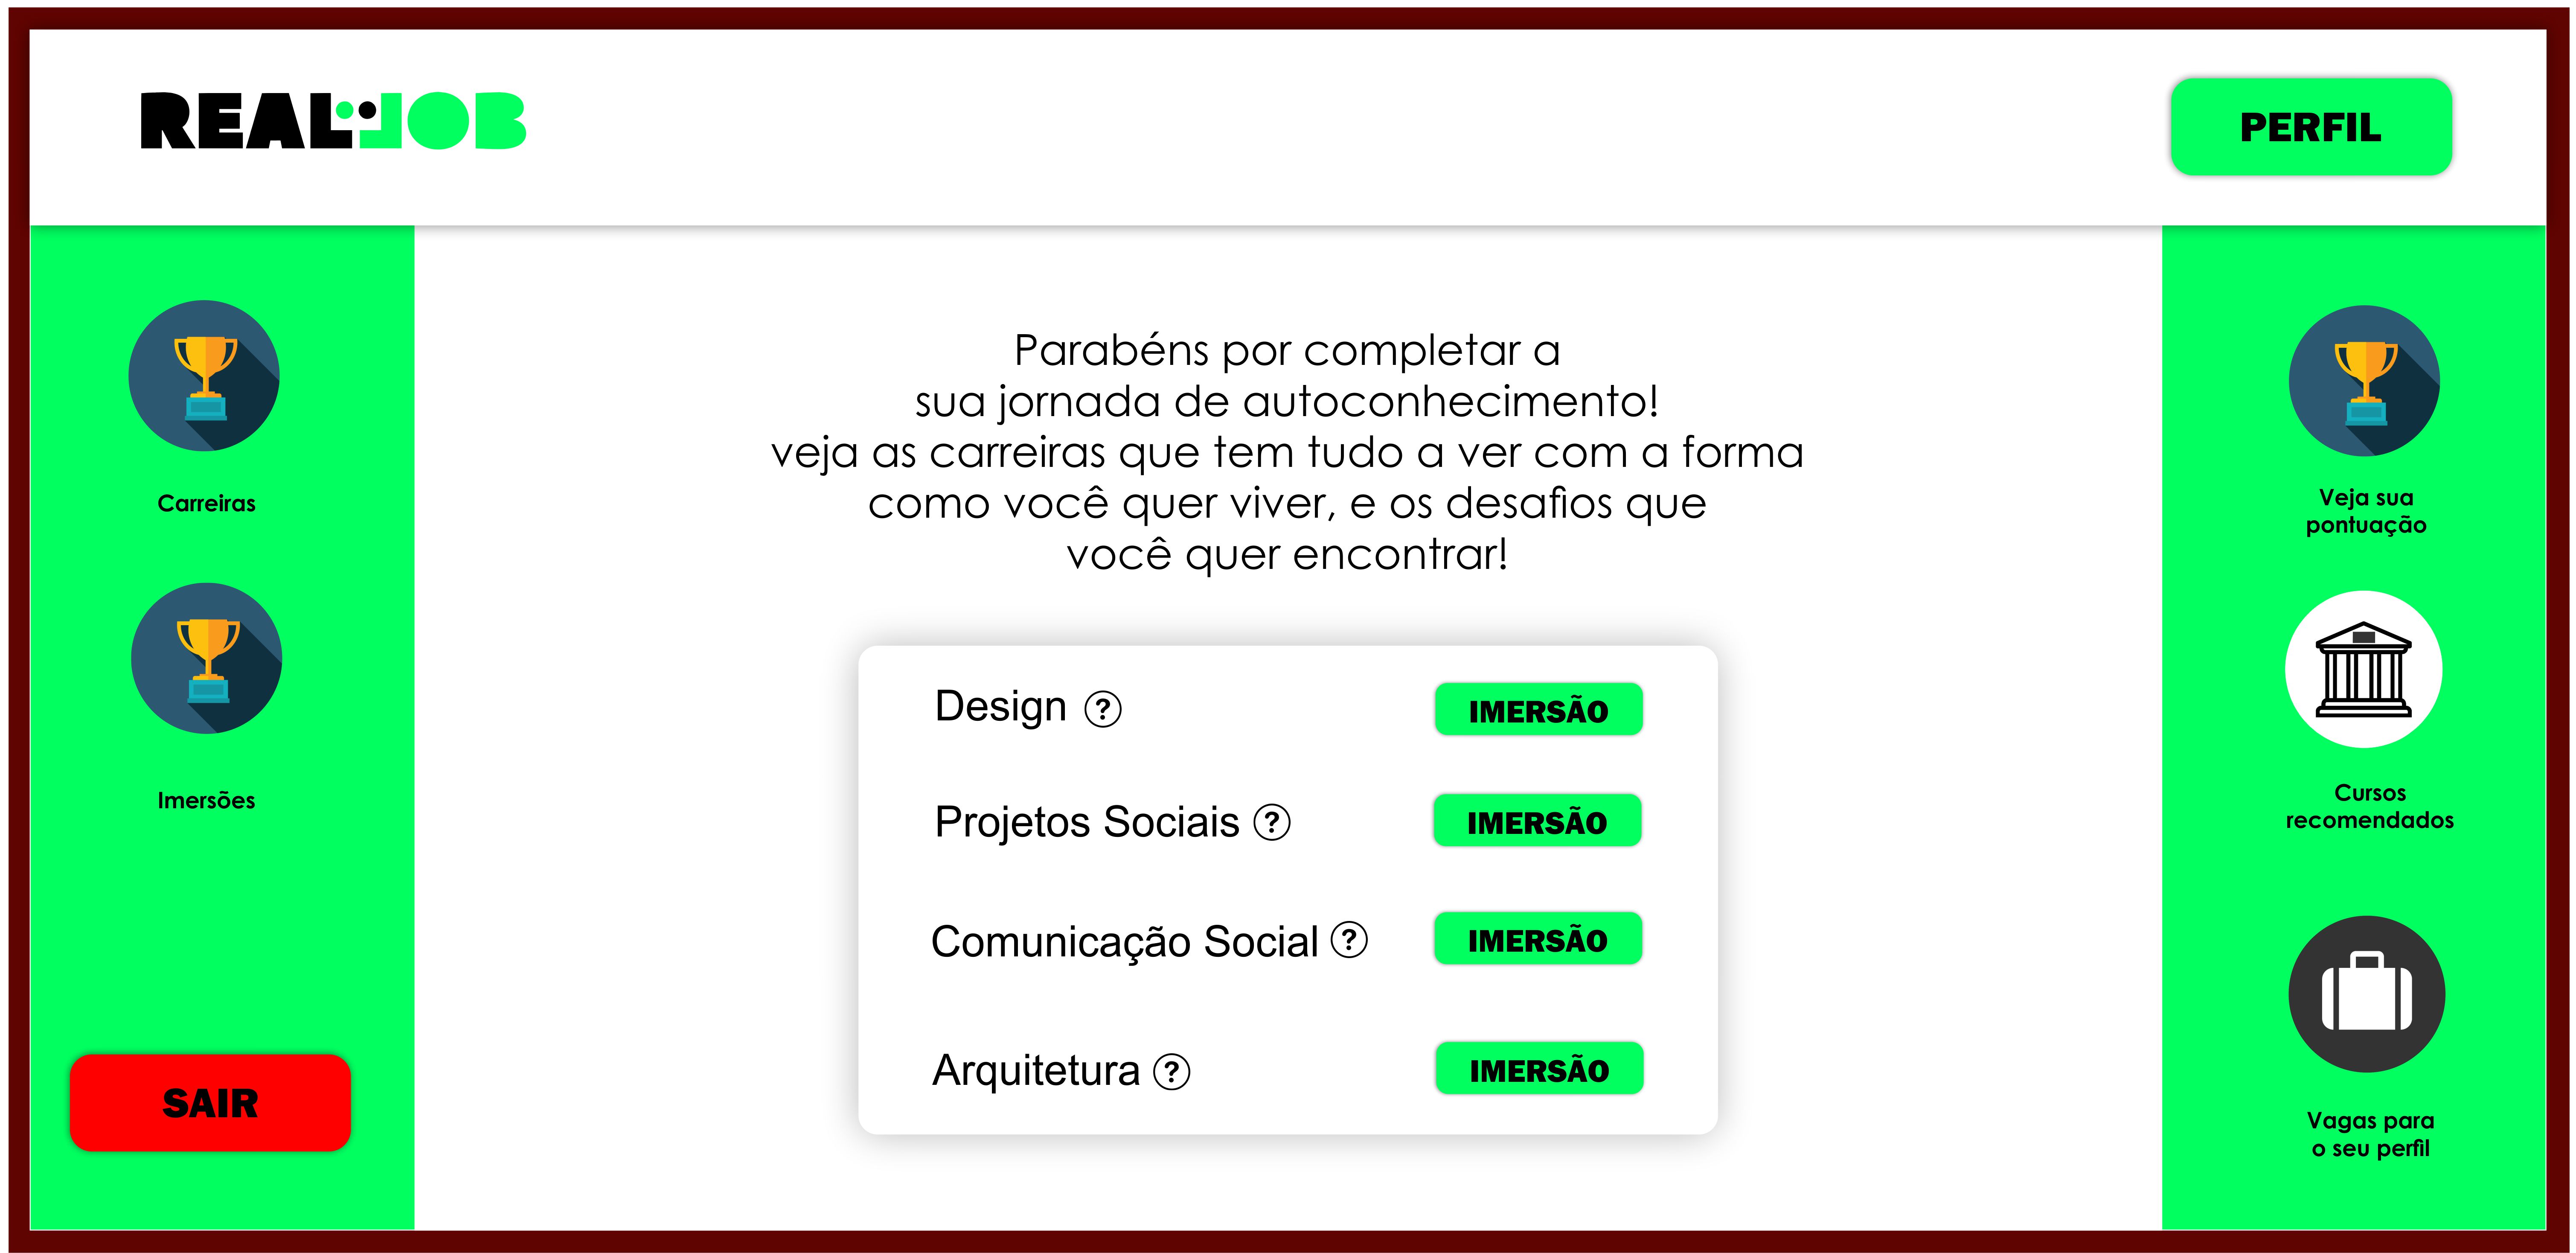 REAL JOB
PERFIL
Carreiras
Imersões
SAIR
Parabéns por completar a
sua jornada de autoconhecimento!
veja as carreiras que tem tudo a ver com a forma
como você quer viver, e os desafios que
você quer encontrar!
Design ? IMERSÃO
Projetos Sociais ? IMERSÃO
Comunicação Social ? IMERSÃO
Arquitetura ? IMERSÃO
Veja sua
pontuação
Cursos
recomendados
Vagas para
o seu perfil